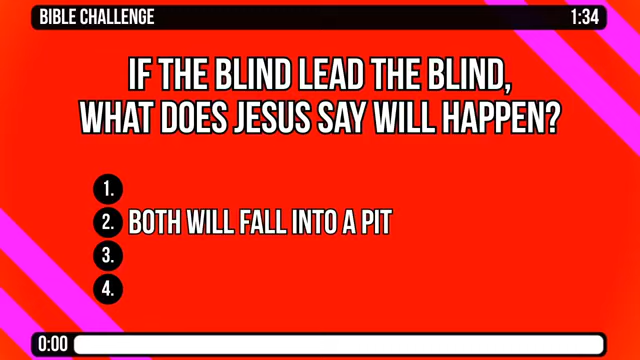 BIBLE CHALLENGE 1:34
IF THE BLIND LEAD THE BLIND,
WHAT DOES JESUS SAY WILL HAPPEN?
1.
2. BOTH WILL FALL INTO A PIT
3.
4.
0:00